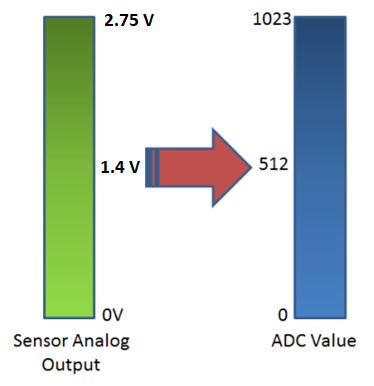 2.75 V
1023
1.4 V
512
0V
0
Sensor Analog
Output
ADC Value